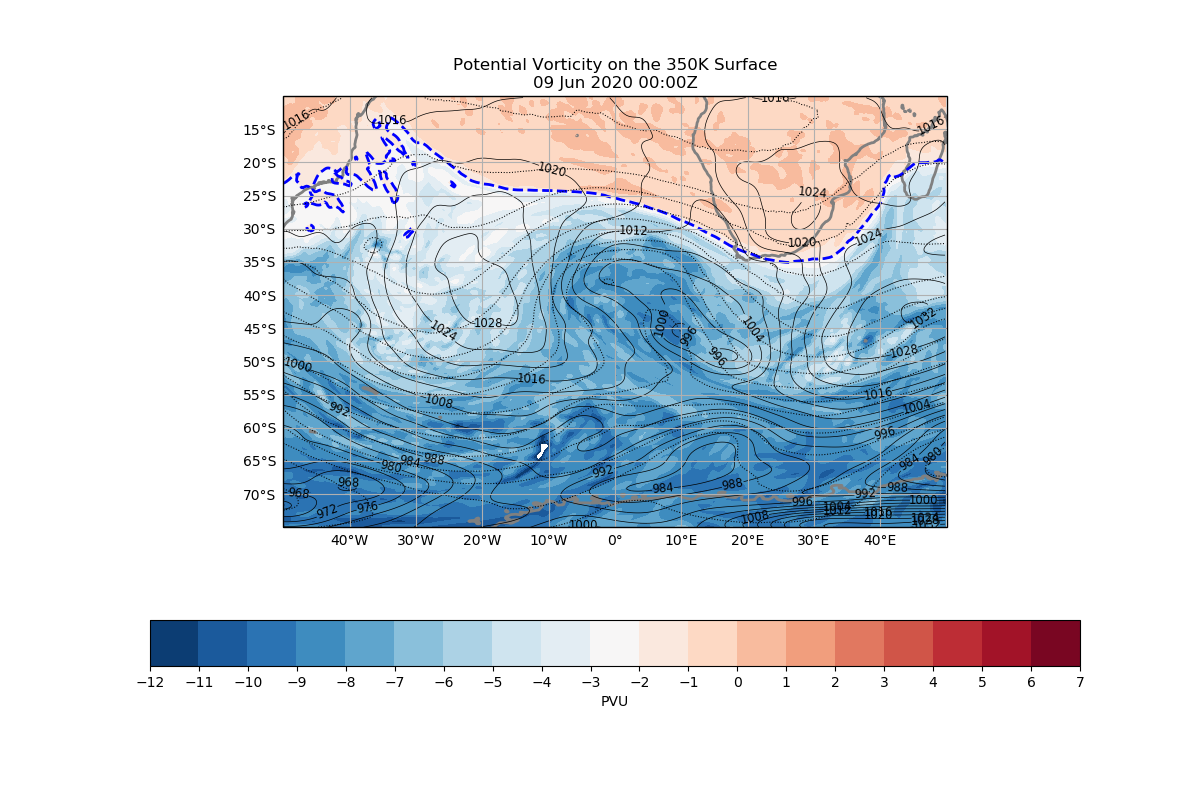 Potential Vorticity on the 350K Surface
09 Jun 2020 00:00Z
1016 1016 1016 1016
15°S
20°S
1020
25°S
1024
30°S
1012 1020 1024
35°S
40°S
45°S
1024 1028 1000 996 1004 1032
50°S
1000 996 1028
1016
55°S
992 1008 1016 1004
60°S
996
65°S
980 984 988 992 984 980
70°S
968 968 984 988 992 988
972 976 996 1000
1000 1008 1004 1012 1016 1020 1024
40°W 30°W 20°W 10°W 0° 10°E 20°E 30°E 40°E
−12 −11 −10 −9 −8 −7 −6 −5 −4 −3 −2 −1 0 1 2 3 4 5 6 7
PVU